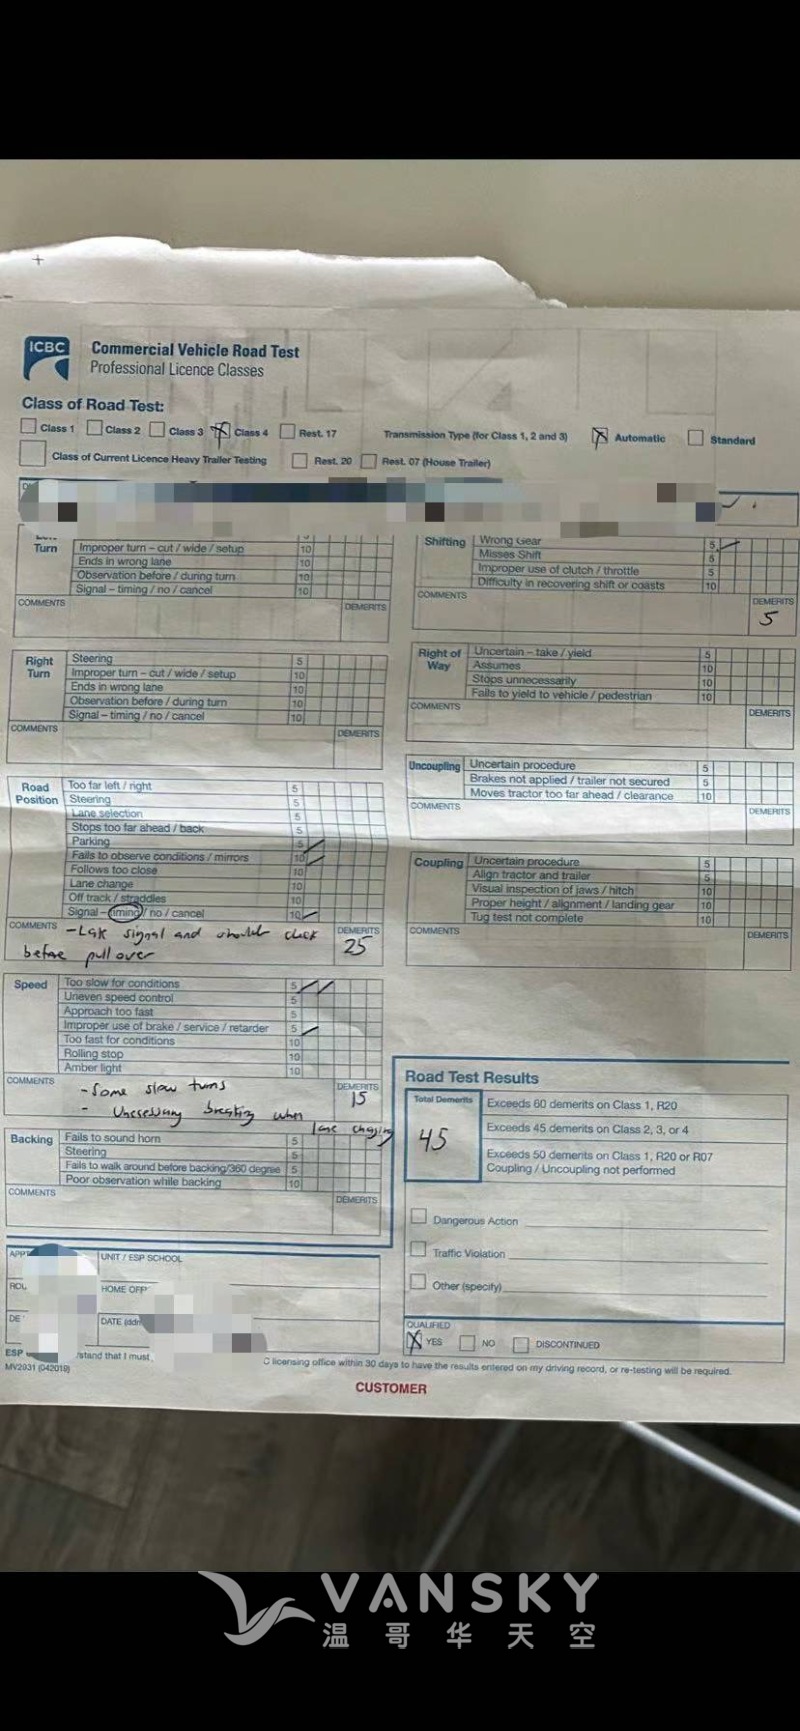 ICBC
Commercial Vehicle Road Test
Professional Licence Classes
Class of Road Test:
Class 1 Class 2 Class 3 Class 4 Rest. 17 Transmission Type (for Class 1, 2 and 3) Automatic Standard
Class of Current Licence Heavy Trailer Testing Rest. 20 Rest. 07 (House Trailer)
Turn
Improper turn – cut / wide / setup 10
Ends in wrong lane 10
Observation before / during turn 10
Signal – timing / no / cancel 10
COMMENTS
DEMERITS
Right Turn
Steering 5
Improper turn – cut / wide / setup 10
Ends in wrong lane 10
Observation before / during turn 10
Signal – timing / no / cancel 10
COMMENTS
DEMERITS
Road Position
Too far left / right 5
Steering 5
Lane selection 5
Stops too far ahead / back 5
Parking 5
Fails to observe conditions / mirrors 10
Follows too close 10
Lane change 10
Off track / straddles 10
Signal – timing / no / cancel 10
COMMENTS
- signal and should check
before pull over
DEMERITS
25
Speed
Too slow for conditions 5
Uneven speed control 5
Approach too fast 5
Improper use of brake / service / retarder 5
Too fast for conditions 10
Rolling stop 10
Amber light 10
COMMENTS
- Some slow turns
- when
lane changing
DEMERITS
15
Backing
Fails to sound horn 5
Steering 5
Fails to walk around before backing/360 degree 5
Poor observation while backing 10
COMMENTS
DEMERITS
UNIT / ESP SCHOOL
HOME OFF
DATE
ESP
MV2931 (042019)
Shifting
Wrong Gear 5
Misses Shift 5
Improper use of clutch / throttle 5
Difficulty in recovering shift or coasts 10
COMMENTS
DEMERITS
5
Right of Way
Uncertain – take / yield 5
Assumes 10
Stops unnecessarily 10
Fails to yield to vehicle / pedestrian 10
COMMENTS
DEMERITS
Uncoupling
Uncertain procedure 5
Brakes not applied / trailer not secured 5
Moves tractor too far ahead / clearance 10
COMMENTS
DEMERITS
Coupling
Uncertain procedure 5
Align tractor and trailer 5
Visual inspection of jaws / hitch 10
Proper height / alignment / landing gear 10
Tug test not complete 10
COMMENTS
DEMERITS
Road Test Results
Total Demerits
45
Exceeds 60 demerits on Class 1, R20
Exceeds 45 demerits on Class 2, 3, or 4
Exceeds 50 demerits on Class 1, R20 or R07
Coupling / Uncoupling not performed
Dangerous Action
Traffic Violation
Other (specify)
QUALIFIED
YES NO DISCONTINUED
stand that I must
C licensing office within 30 days to have the results entered on my driving record, or re-testing will be required.
CUSTOMER
VANSKY
温哥华天空